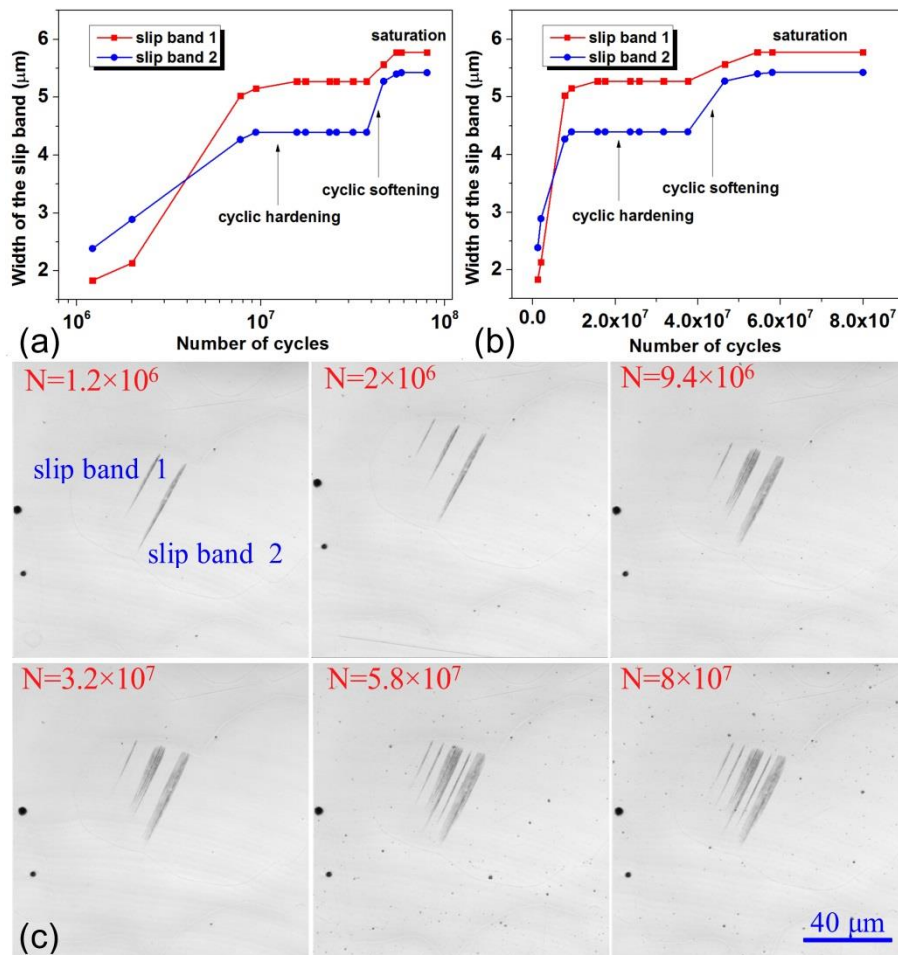 slip band 1
slip band 2
saturation
cyclic softening
cyclic hardening
Width of the slip band (μm)
6
5
4
3
2
10⁶
10⁷
10⁸
Number of cycles
(a)
slip band 1
slip band 2
saturation
cyclic softening
cyclic hardening
Width of the slip band (μm)
6
5
4
3
2
0.0
2.0x10⁷
4.0x10⁷
6.0x10⁷
8.0x10⁷
Number of cycles
(b)
N=1.2×10⁶
slip band 1
slip band 2
N=2×10⁶
N=9.4×10⁶
N=3.2×10⁷
N=5.8×10⁷
N=8×10⁷
40 μm
(c)